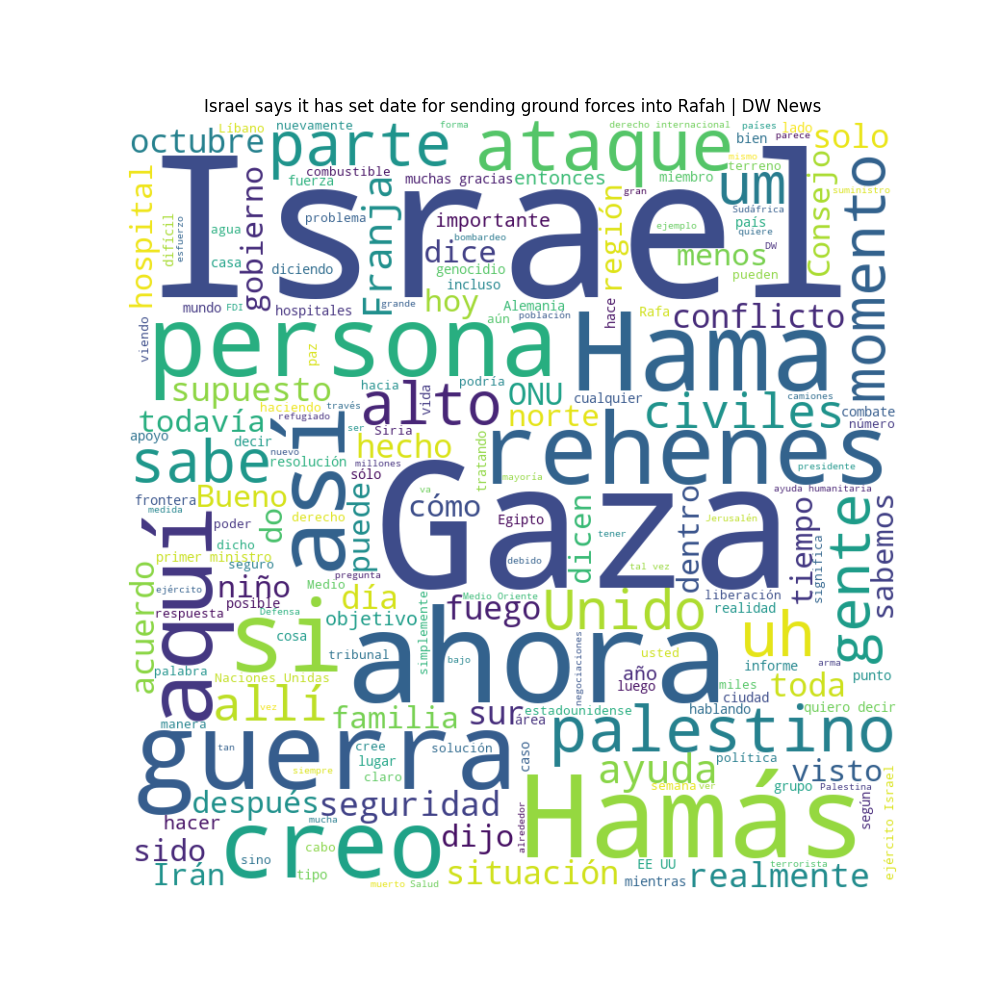 Israel says it has set date for sending ground forces into Rafah | DW News
Líbano
nuevamente
forma
derecho internacional
países
lado
parece
octubre
parte
ataque
bien
solo
combustible
mismo
terreno
fuerza
muchas gracias
entonces
miembro
um
Consejo
suministro
hospital
Israel
gran
difícil
esfuerzo
agua
casa
gobierno
problema
Franja
importante
región
Sudáfrica
país
ejemplo
quiere
DW
momento
bombardeo
dice
menos
diciendo
genocidio
incluso
pueden
mundo
FDI
hospitales
grande
hoy
Alemania
aún
población
hace
Rafa
conflicto
viendo
persona
paz
Hama
supuesto
hacia
vida
podría
ONU
cualquier
camiones
alto
norte
civiles
combate
número
haciendo
través
refugiado
todavía
apoyo
decir
ser
Siria
así
hecho
tratando
rehenes
sabe
nuevo
resolución
millones
sólo
mayoría
presidente
ayuda humanitaria
frontera
medida
Bueno
va
Gaza
cómo
Egipto
dicen
dentro
Jerusalén
tiempo
significa
gente
sabemos
aquí
poder
do
derecho
puede
tener
dicho
primer ministro
debido
tal vez
seguro
acuerdo
ejército
niño
Medio
pregunta
posible
día
Medio Oriente
liberación
respuesta
Defensa
si
objetivo
simplemente
fuego
Unido
realidad
uh
cosa
ahora
negociaciones
usted
informe
arma
palabra
tribunal
bajo
año
punto
Naciones Unidas
luego
miles
toda
ciudad
allí
vez
familia
sur
área
estadounidense
hablando
quiero decir
manera
guerra
tan
cree
solución
caso
palestino
lugar
política
siempre
claro
ayuda
visto
semana
ver
grupo
Palestina
según
ejército Israel
después
seguridad
Hamás
hacer
mucha
creo
dijo
alrededor
sido
sino
cabo
Irán
tipo
situación
EE UU
terrorista
muerto
Salud
mientras
realmente